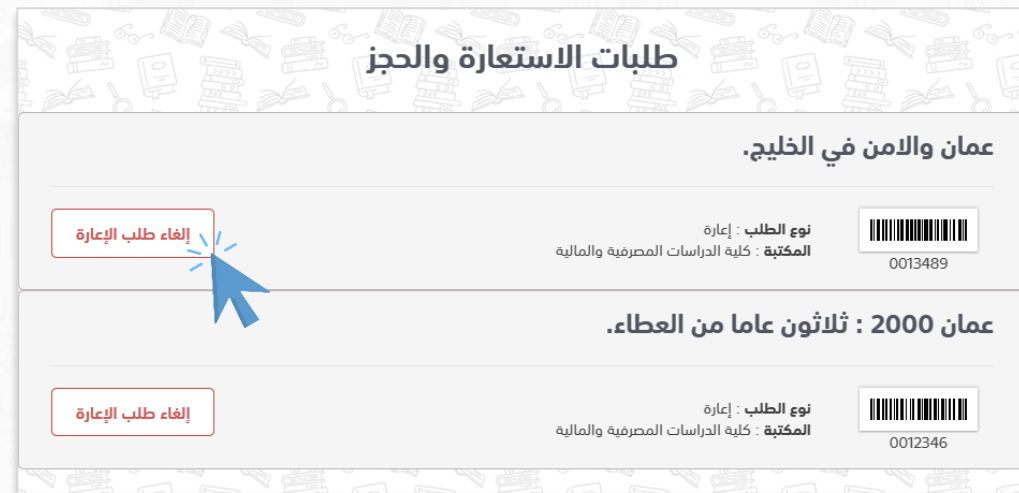 طلبات الاستعارة والحجز
عمان والامن في الخليج.
نوع الطلب : إعارة
المكتبة : كلية الدراسات المصرفية والمالية
0013489
إلغاء طلب الإعارة
عمان 2000 : ثلاثون عاما من العطاء.
نوع الطلب : إعارة
المكتبة : كلية الدراسات المصرفية والمالية
0012346
إلغاء طلب الإعارة